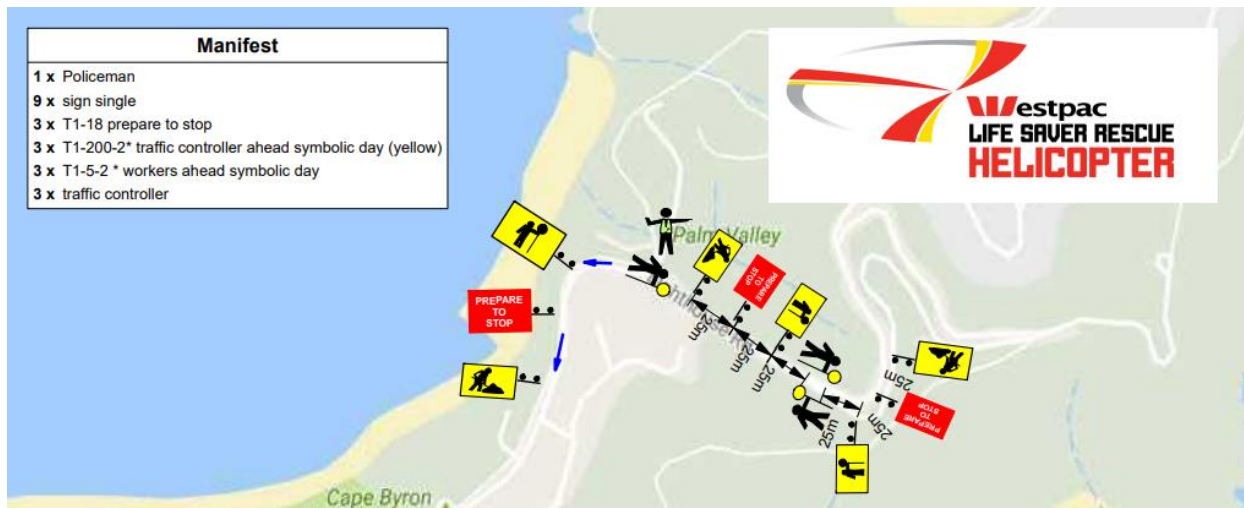 Manifest
1 x Policeman
9 x sign single
3 x T1-18 prepare to stop
3 x T1-200-2* traffic controller ahead symbolic day (yellow)
3 x T1-5-2 * workers ahead symbolic day
3 x traffic controller
Westpac
LIFE SAVER RESCUE
HELICOPTER
Palm Valley
PREPARE
TO
STOP
PREPARE
TO
STOP
25m
25m
25m
25m
25m
25m
PREPARE
TO
STOP
Cape Byron